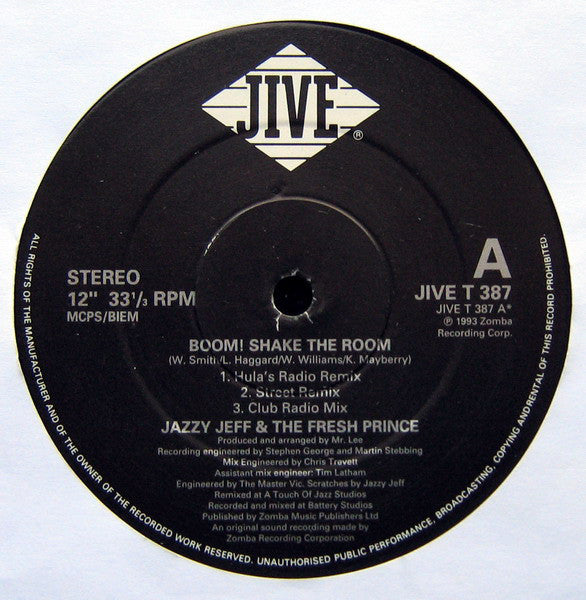 JIVE
®
STEREO
12" 33⅓ RPM
MCPS/BIEM
A
JIVE T 387
JIVE T 387 A*
℗ 1993 Zomba
Recording Corp.
BOOM! SHAKE THE ROOM
(W. Smith/L. Haggard/W. Williams/K. Mayberry)
1. Hula's Radio Remix
2. Street Remix
3. Club Radio Mix
JAZZY JEFF & THE FRESH PRINCE
Produced and arranged by Mr. Lee
Recording engineered by Stephen George and Martin Stebbing
Mix Engineered by Chris Trevett
Assistant mix engineer: Tim Latham
Engineered by The Master Vic. Scratches by Jazzy Jeff
Remixed at A Touch Of Jazz Studios
Recorded and mixed at Battery Studios
Published by Zomba Music Publishers Ltd
An original sound recording made by
Zomba Recording Corporation
ALL RIGHTS OF THE MANUFACTURER AND OF THE OWNER OF THE RECORDED WORK RESERVED. UNAUTHORISED PUBLIC PERFORMANCE, BROADCASTING, COPYING ANDRENTAL OF THIS RECORD PROHIBITED.